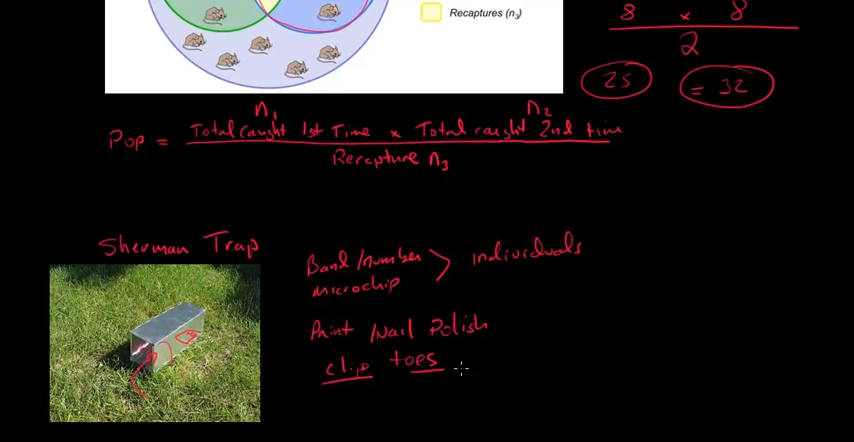 Recaptures (n₃)
8 x 8
2
25 = 32
n₁ n₂
Pop = Total caught 1st Time x Total caught 2nd time
Recapture n₃
Sherman Trap
Band/number > individuals
microchip
Paint /Nail Polish
clip toes